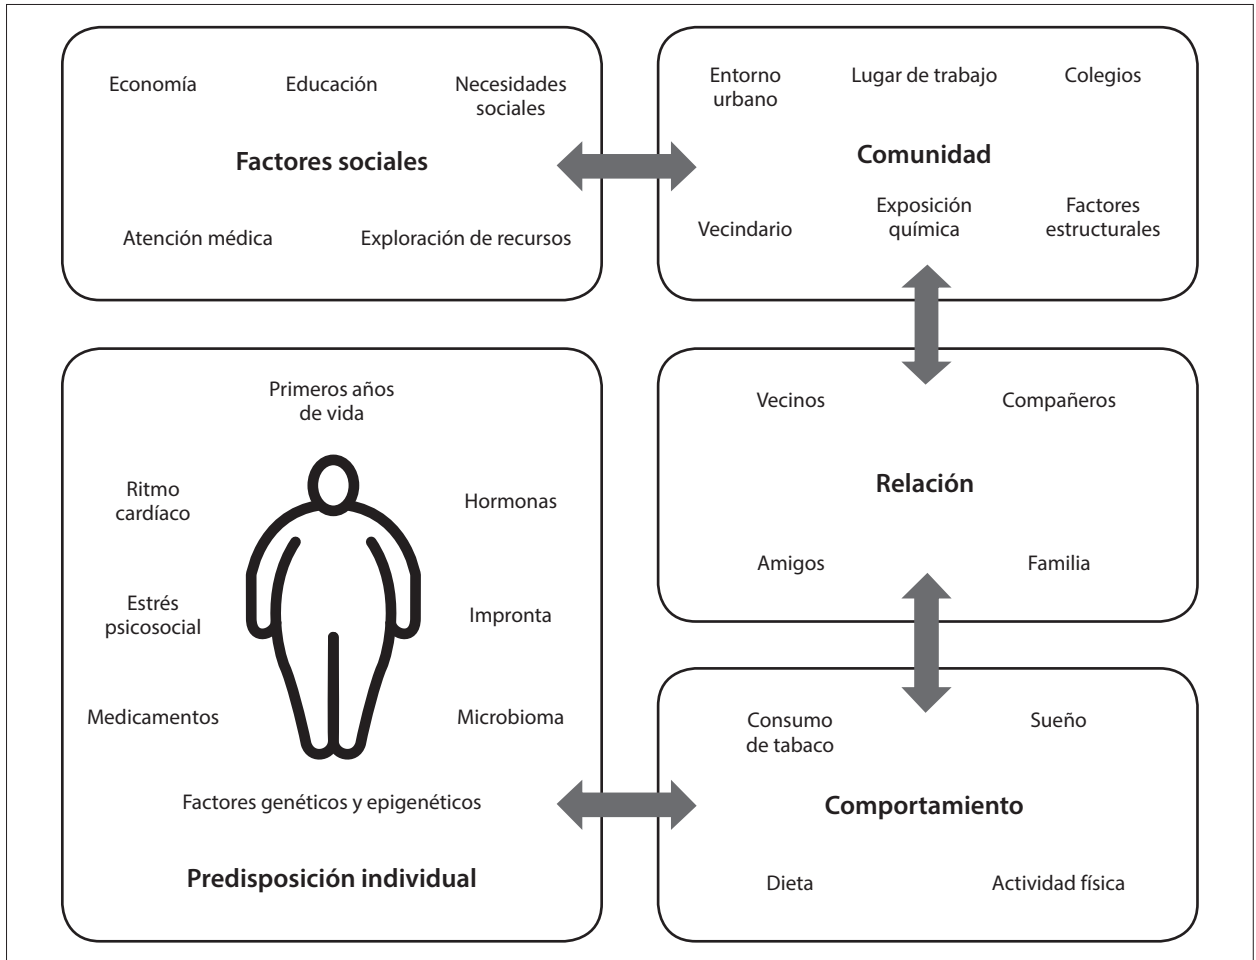 Economía
Educación
Necesidades
sociales
Factores sociales
Atención médica
Exploración de recursos
Entorno
urbano
Lugar de trabajo
Colegios
Comunidad
Vecindario
Exposición
química
Factores
estructurales
Primeros años
de vida
Ritmo
cardíaco
Hormonas
Estrés
psicosocial
Impronta
Medicamentos
Microbioma
Factores genéticos y epigenéticos
Predisposición individual
Vecinos
Compañeros
Relación
Amigos
Familia
Consumo
de tabaco
Sueño
Comportamiento
Dieta
Actividad física